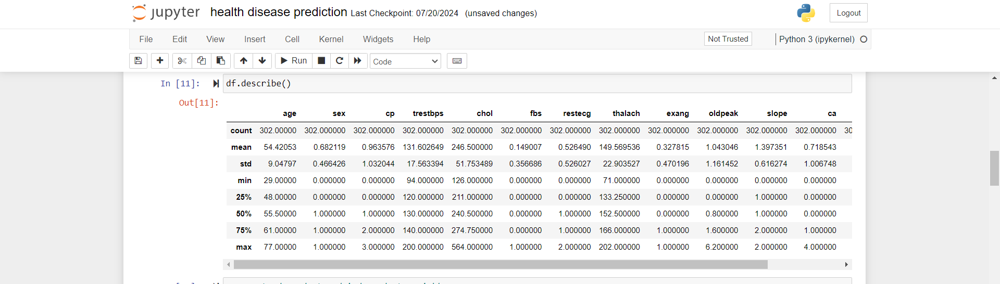 jupyter health disease prediction Last Checkpoint: 07/20/2024 (unsaved changes) Logout
File Edit View Insert Cell Kernel Widgets Help Not Trusted Python 3 (ipykernel)
Run Code
In [11]: df.describe()
Out[11]:
age sex cp trestbps chol fbs restecg thalach exang oldpeak slope ca
count 302.00000 302.000000 302.000000 302.000000 302.000000 302.000000 302.000000 302.000000 302.000000 302.000000 302.000000 302.000000 30
mean 54.42053 0.682119 0.963576 131.602649 246.500000 0.149007 0.526490 149.569536 0.327815 1.043046 1.397351 0.718543
std 9.04797 0.466426 1.032044 17.563394 51.753489 0.356686 0.526027 22.903527 0.470196 1.161452 0.616274 1.006748
min 29.00000 0.000000 0.000000 94.000000 126.000000 0.000000 0.000000 71.000000 0.000000 0.000000 0.000000 0.000000
25% 48.00000 0.000000 0.000000 120.000000 211.000000 0.000000 0.000000 133.250000 0.000000 0.000000 1.000000 0.000000
50% 55.50000 1.000000 1.000000 130.000000 240.500000 0.000000 1.000000 152.500000 0.000000 0.800000 1.000000 0.000000
75% 61.00000 1.000000 2.000000 140.000000 274.750000 0.000000 1.000000 166.000000 1.000000 1.600000 2.000000 1.000000
max 77.00000 1.000000 3.000000 200.000000 564.000000 1.000000 2.000000 202.000000 1.000000 6.200000 2.000000 4.000000